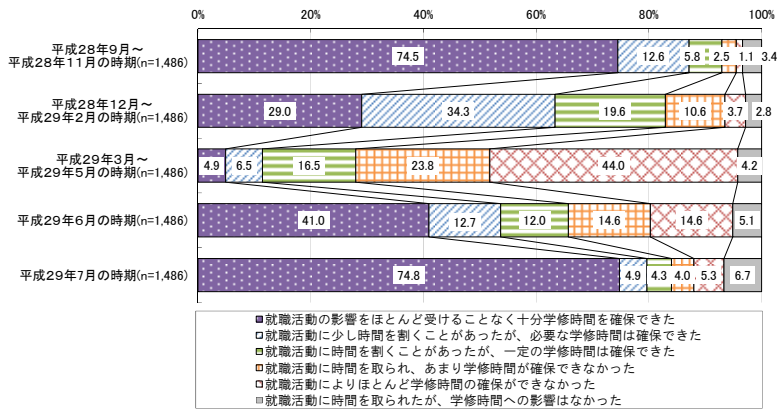 0% 20% 40% 60% 80% 100%
平成28年9月～
平成28年11月の時期(n=1,486)
74.5 12.6 5.8 2.5 1.1 3.4
平成28年12月～
平成29年2月の時期(n=1,486)
29.0 34.3 19.6 10.6 3.7 2.8
平成29年3月～
平成29年5月の時期(n=1,486)
4.9 6.5 16.5 23.8 44.0 4.2
平成29年6月の時期(n=1,486)
41.0 12.7 12.0 14.6 14.6 5.1
平成29年7月の時期(n=1,486)
74.8 4.9 4.3 4.0 5.3 6.7
就職活動の影響をほとんど受けることなく十分学修時間を確保できた
就職活動に少し時間を割くことがあったが、必要な学修時間は確保できた
就職活動に時間を割くことがあったが、一定の学修時間は確保できた
就職活動に時間を取られ、あまり学修時間が確保できなかった
就職活動によりほとんど学修時間の確保ができなかった
就職活動に時間を取られたが、学修時間への影響はなかった